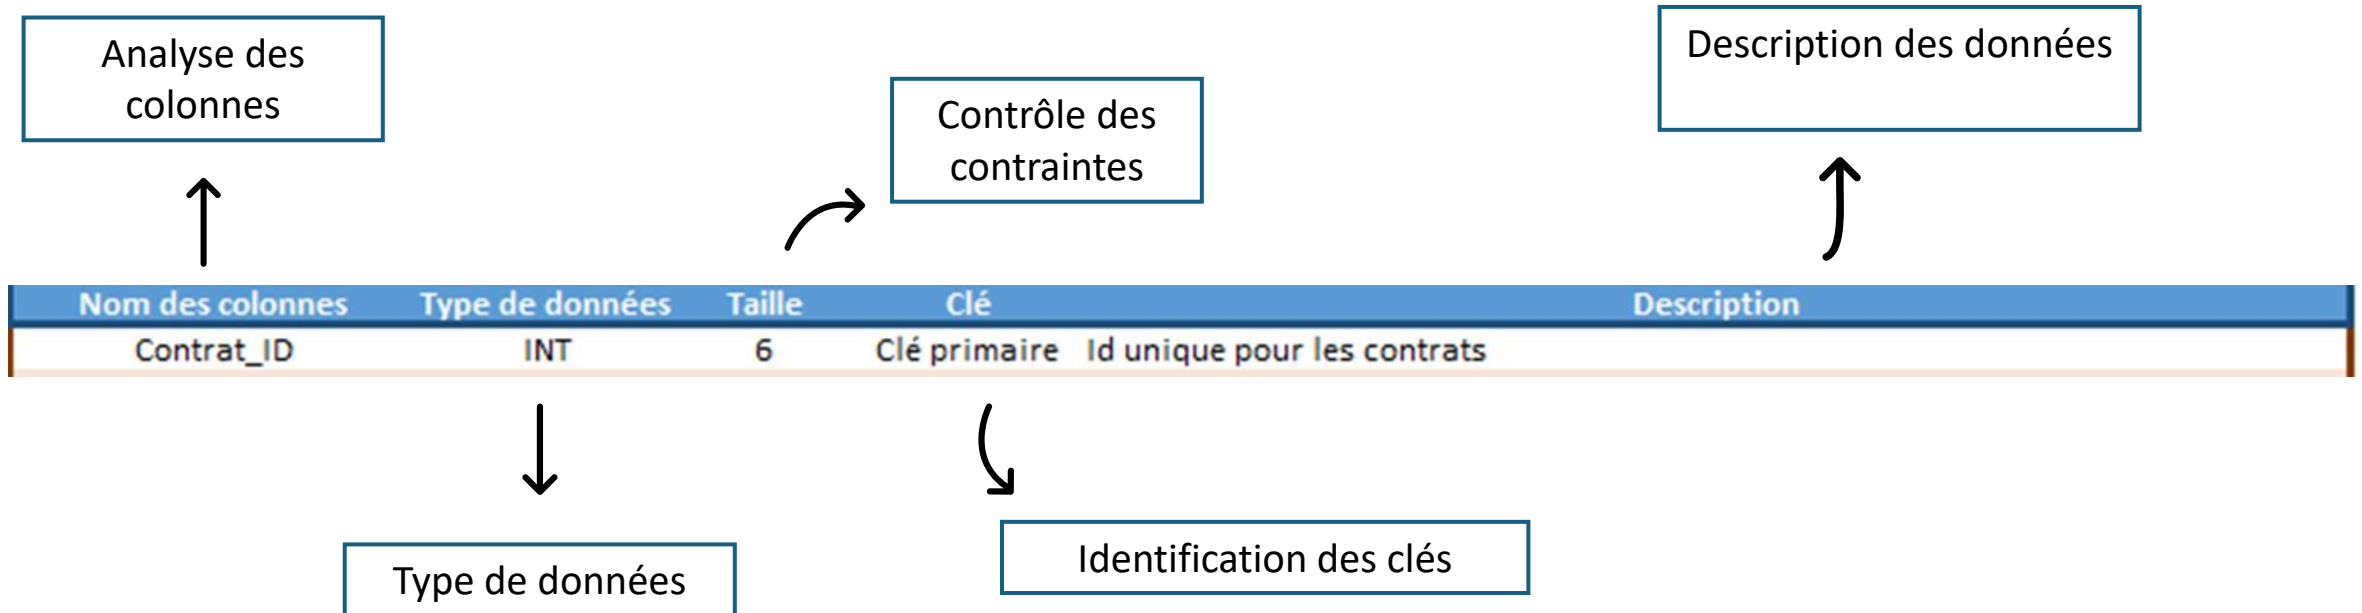 Analyse des
colonnes
Description des données
Contrôle des
contraintes
Nom des colonnes Type de données Taille Clé Description
Contrat_ID INT 6 Clé primaire Id unique pour les contrats
Identification des clés
Type de données